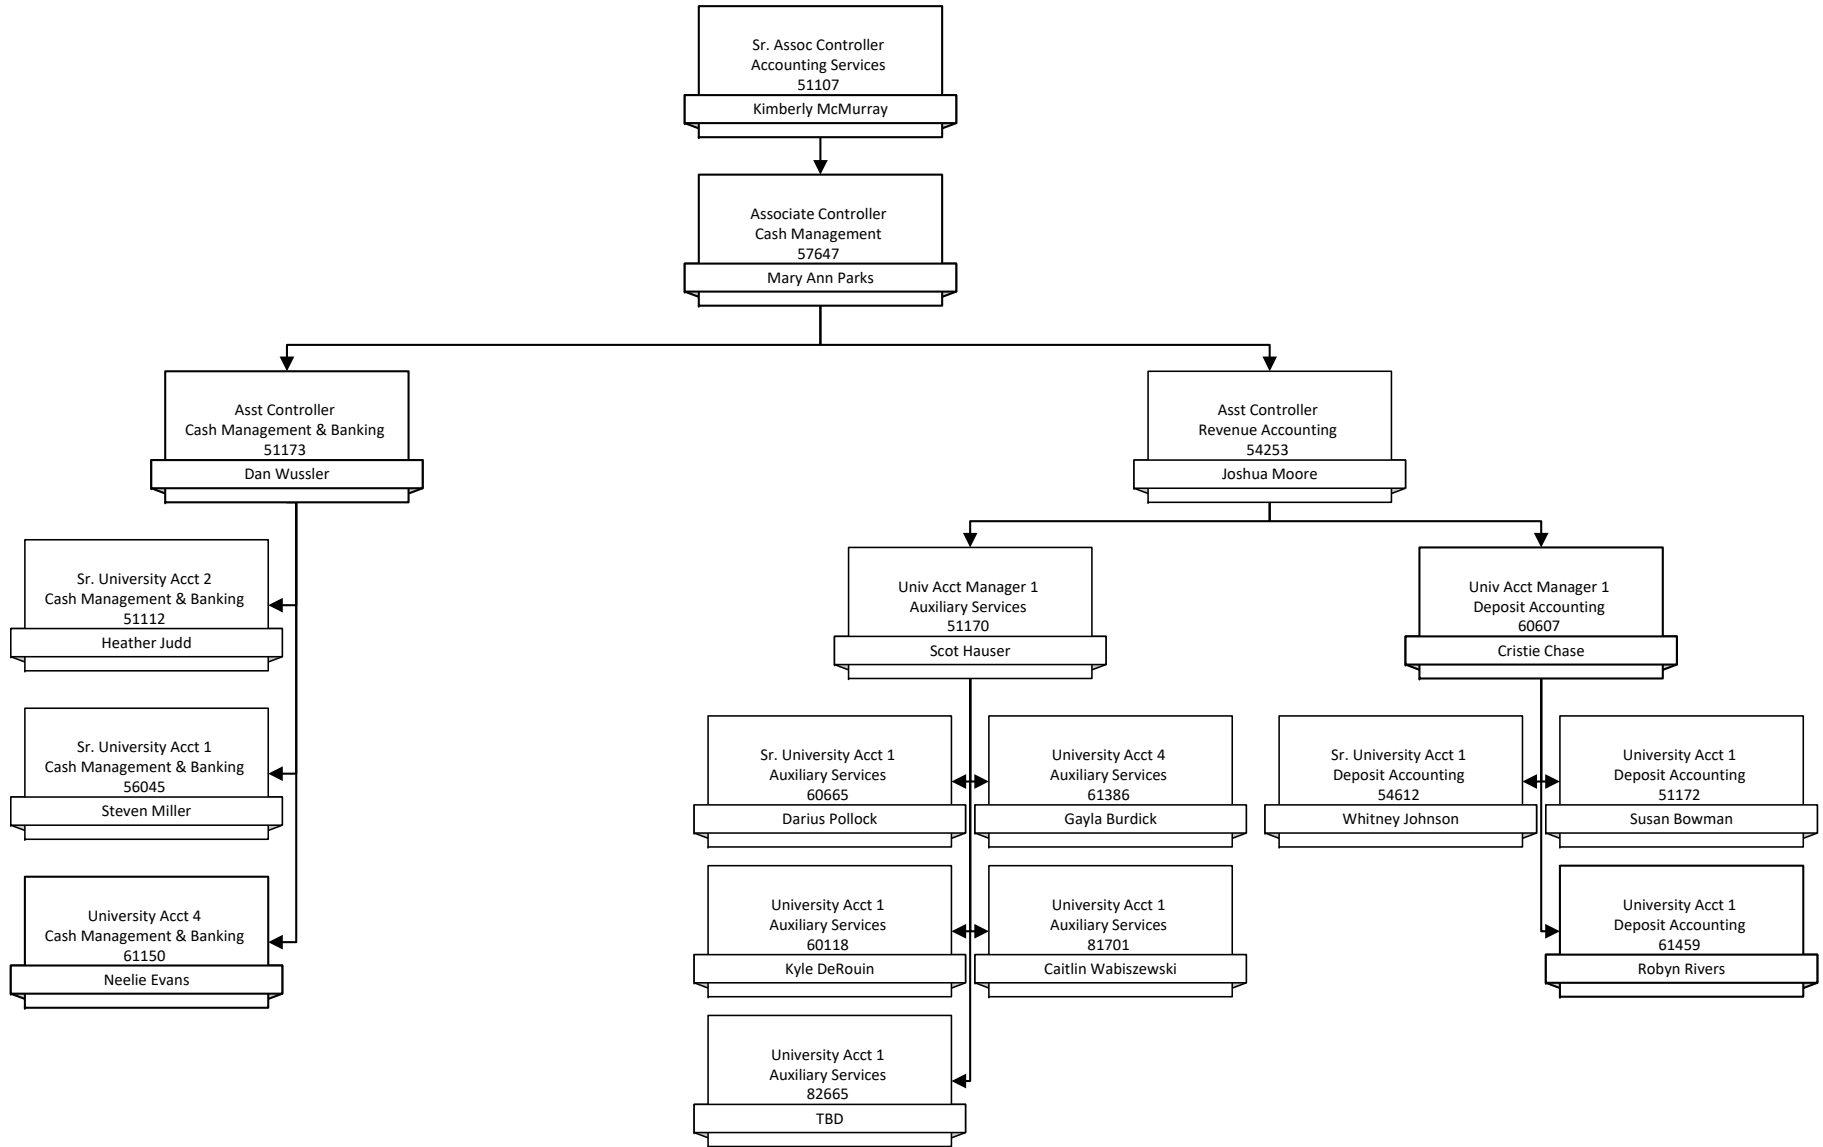 Sr. Assoc Controller
Accounting Services
51107
Kimberly McMurray
Associate Controller
Cash Management
57647
Mary Ann Parks
Asst Controller
Cash Management & Banking
51173
Dan Wussler
Asst Controller
Revenue Accounting
54253
Joshua Moore
Sr. University Acct 2
Cash Management & Banking
51112
Heather Judd
Univ Acct Manager 1
Auxiliary Services
51170
Scot Hauser
Univ Acct Manager 1
Deposit Accounting
60607
Cristie Chase
Sr. University Acct 1
Cash Management & Banking
56045
Steven Miller
Sr. University Acct 1
Auxiliary Services
60665
Darius Pollock
University Acct 4
Auxiliary Services
61386
Gayla Burdick
Sr. University Acct 1
Deposit Accounting
54612
Whitney Johnson
University Acct 1
Deposit Accounting
51172
Susan Bowman
University Acct 4
Cash Management & Banking
61150
Neelie Evans
University Acct 1
Auxiliary Services
60118
Kyle DeRouin
University Acct 1
Auxiliary Services
81701
Caitlin Wabiszewski
University Acct 1
Deposit Accounting
61459
Robyn Rivers
University Acct 1
Auxiliary Services
82665
TBD